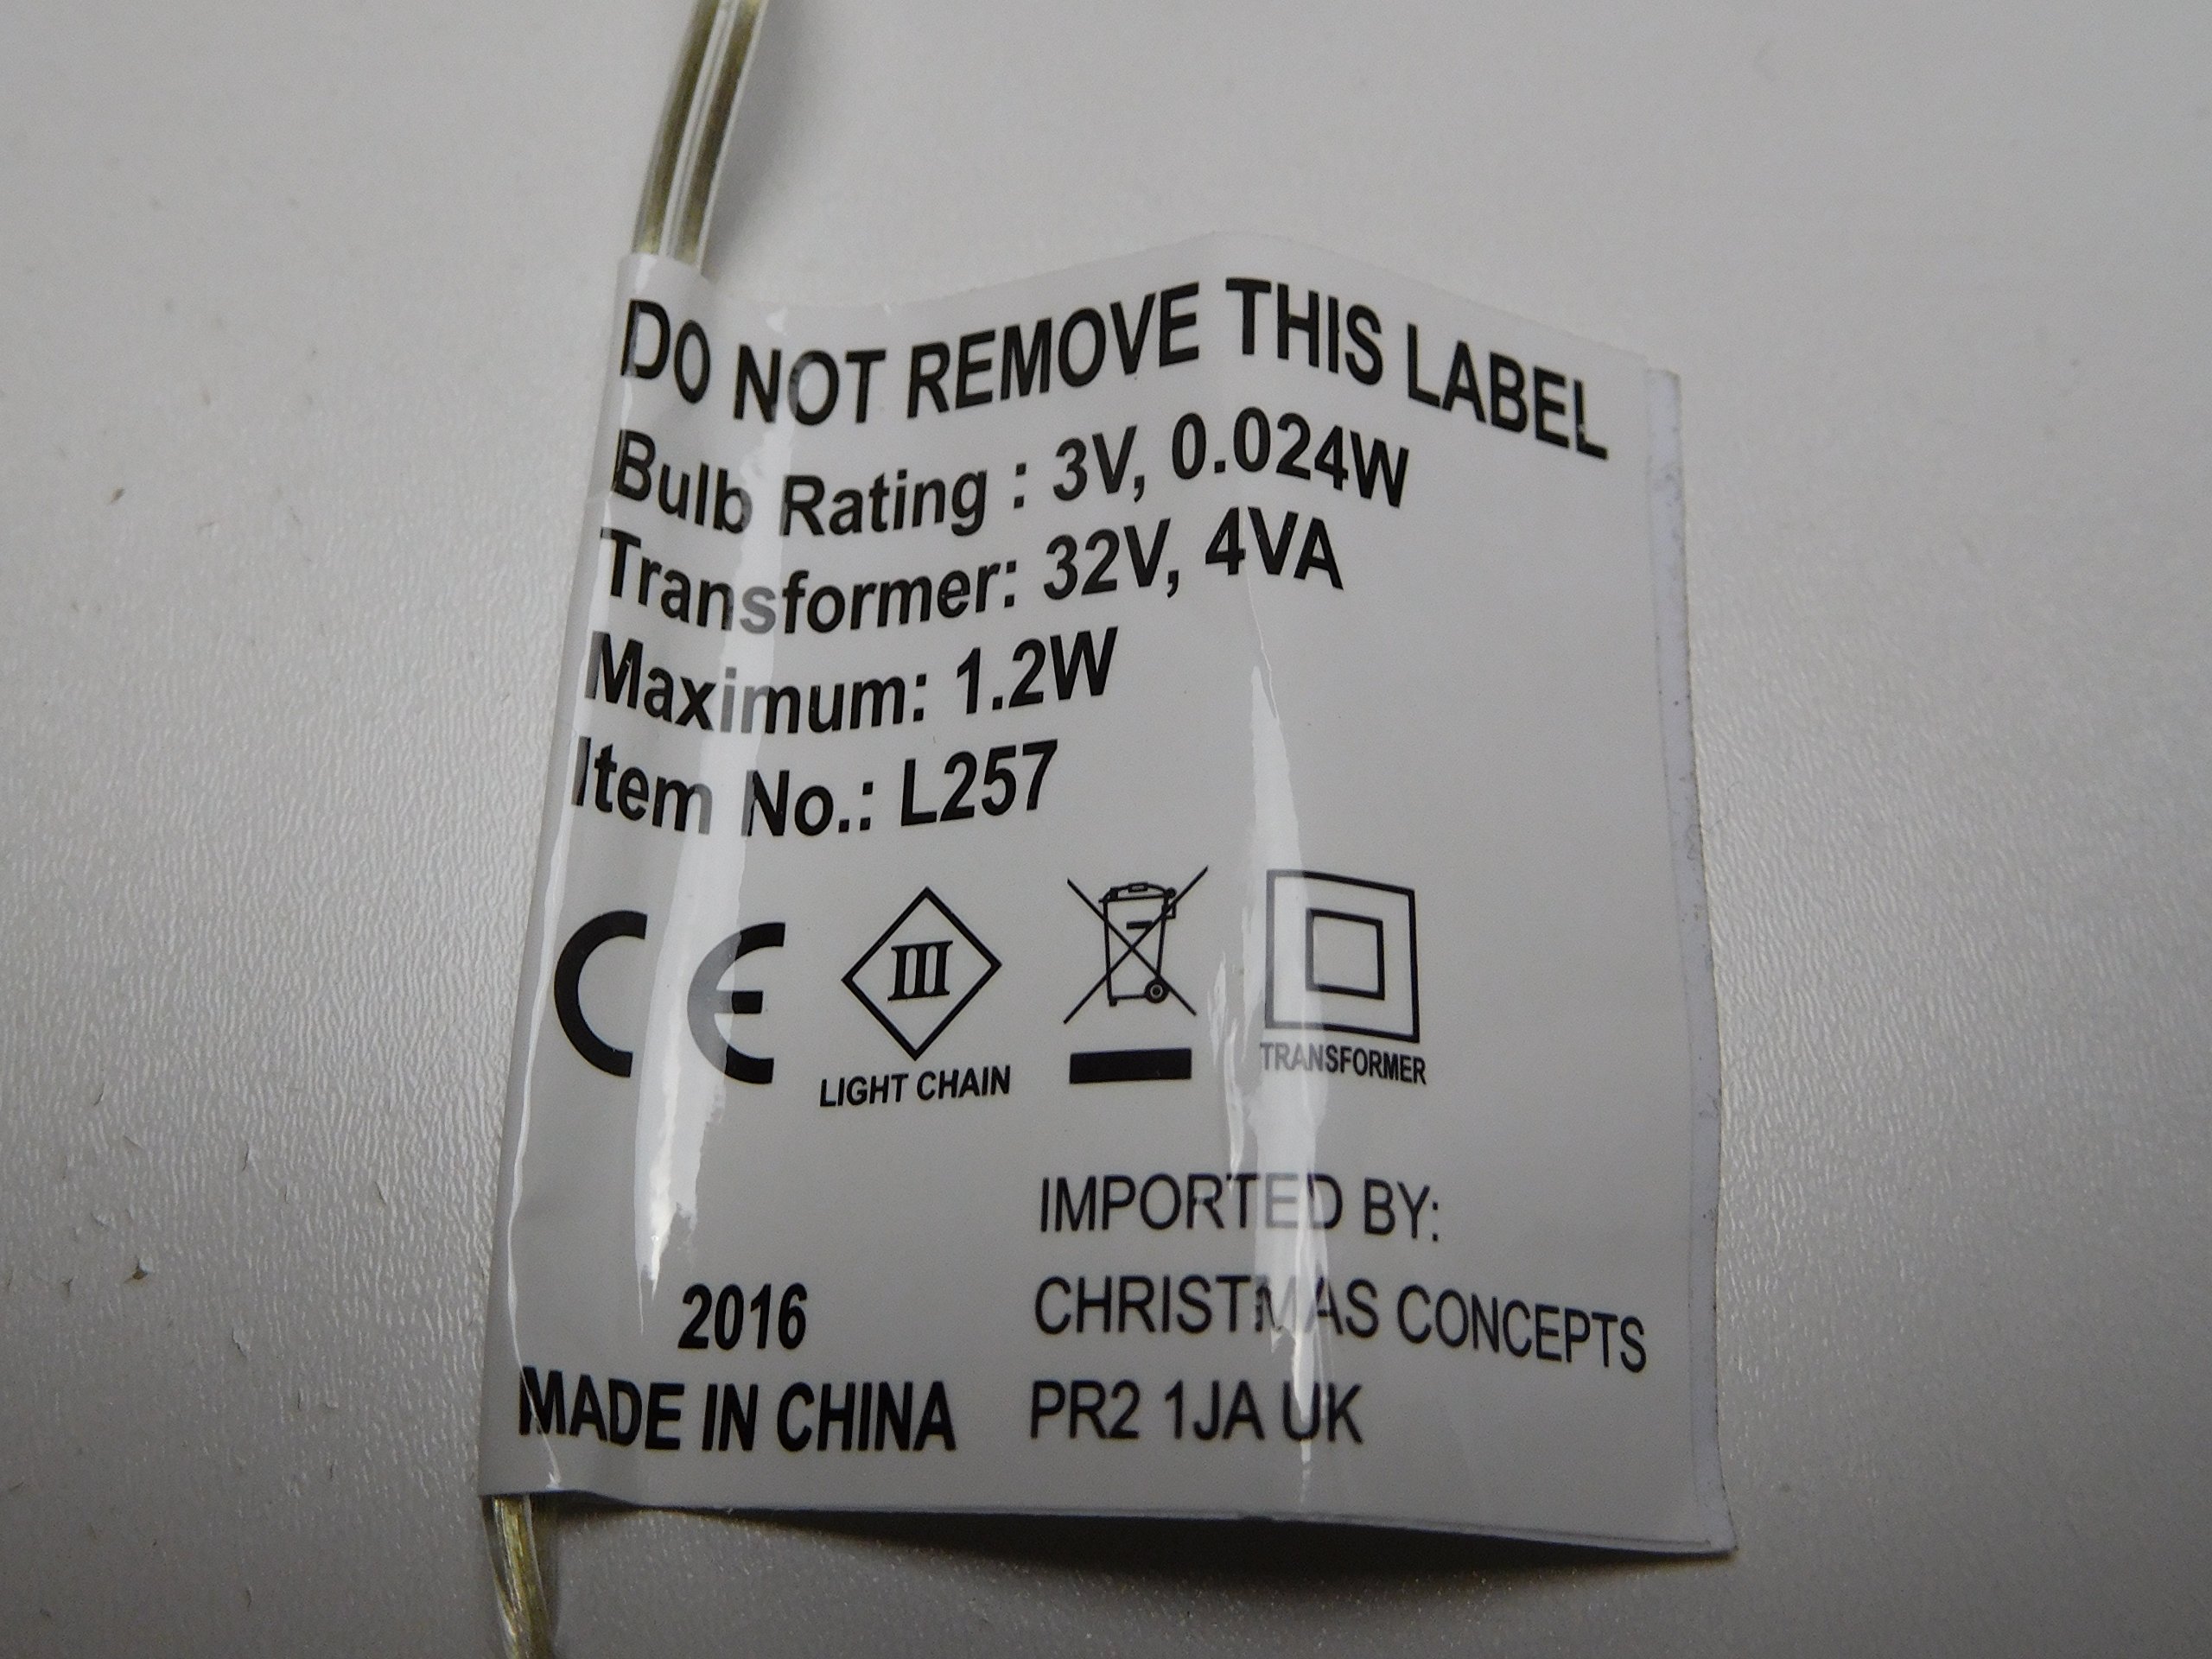 DO NOT REMOVE THIS LABEL
Bulb Rating : 3V, 0.024W
Transformer: 32V, 4VA
Maximum: 1.2W
Item No.: L257
CE
III
LIGHT CHAIN
TRANSFORMER
IMPORTED BY:
CHRISTMAS CONCEPTS
PR2 1JA UK
2016
MADE IN CHINA